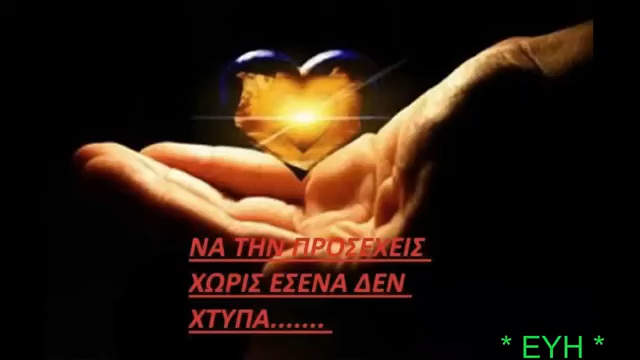 ΝΑ ΤΗΝ ΠΡΟΣΕΧΕΙΣ
ΧΩΡΙΣ ΕΣΕΝΑ ΔΕΝ
ΧΤΥΠΑ.......
* ΕΥΗ *